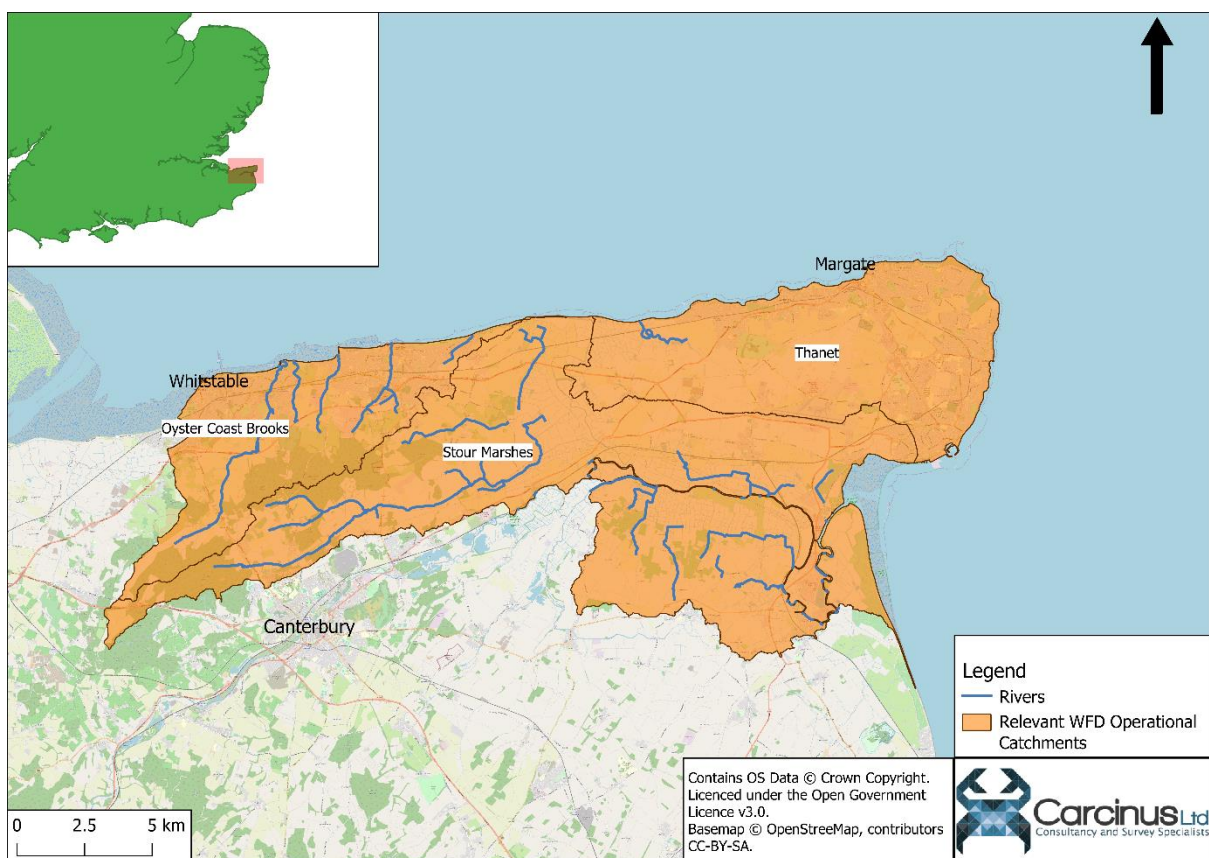 Margate
Thanet
Whitstable
Oyster Coast Brooks
Stour Marshes
Canterbury
Legend
Rivers
Relevant WFD Operational
Catchments
0 2.5 5 km
Contains OS Data © Crown Copyright.
Licenced under the Open Government
Licence v3.0.
Basemap © OpenStreetMap, contributors
CC-BY-SA.
Carcinus Ltd
Consultancy and Survey Specialists